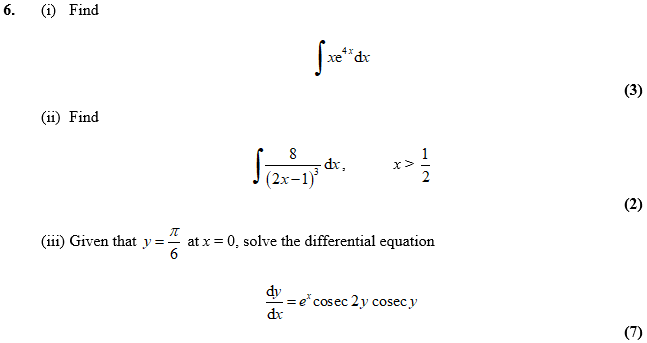 6. (i) Find
∫xe^{4x}dx
(3)
(ii) Find
∫ 8/(2x−1)^3 dx, x > 1/2
(2)
(iii) Given that y = π/6 at x = 0, solve the differential equation
dy/dx = e^x cosec 2y cosec y
(7)